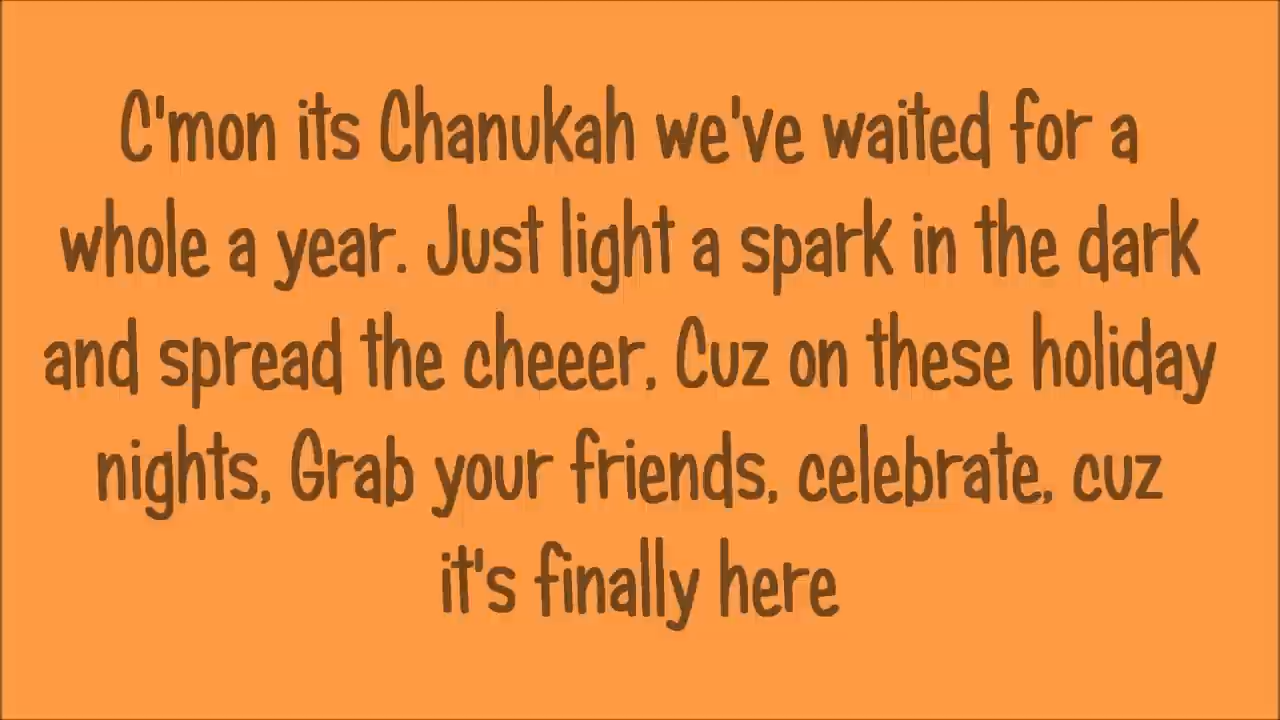 C'mon its Chanukah we've waited for a
whole a year. Just light a spark in the dark
and spread the cheeer, Cuz on these holiday
nights, Grab your friends, celebrate, cuz
it's finally here